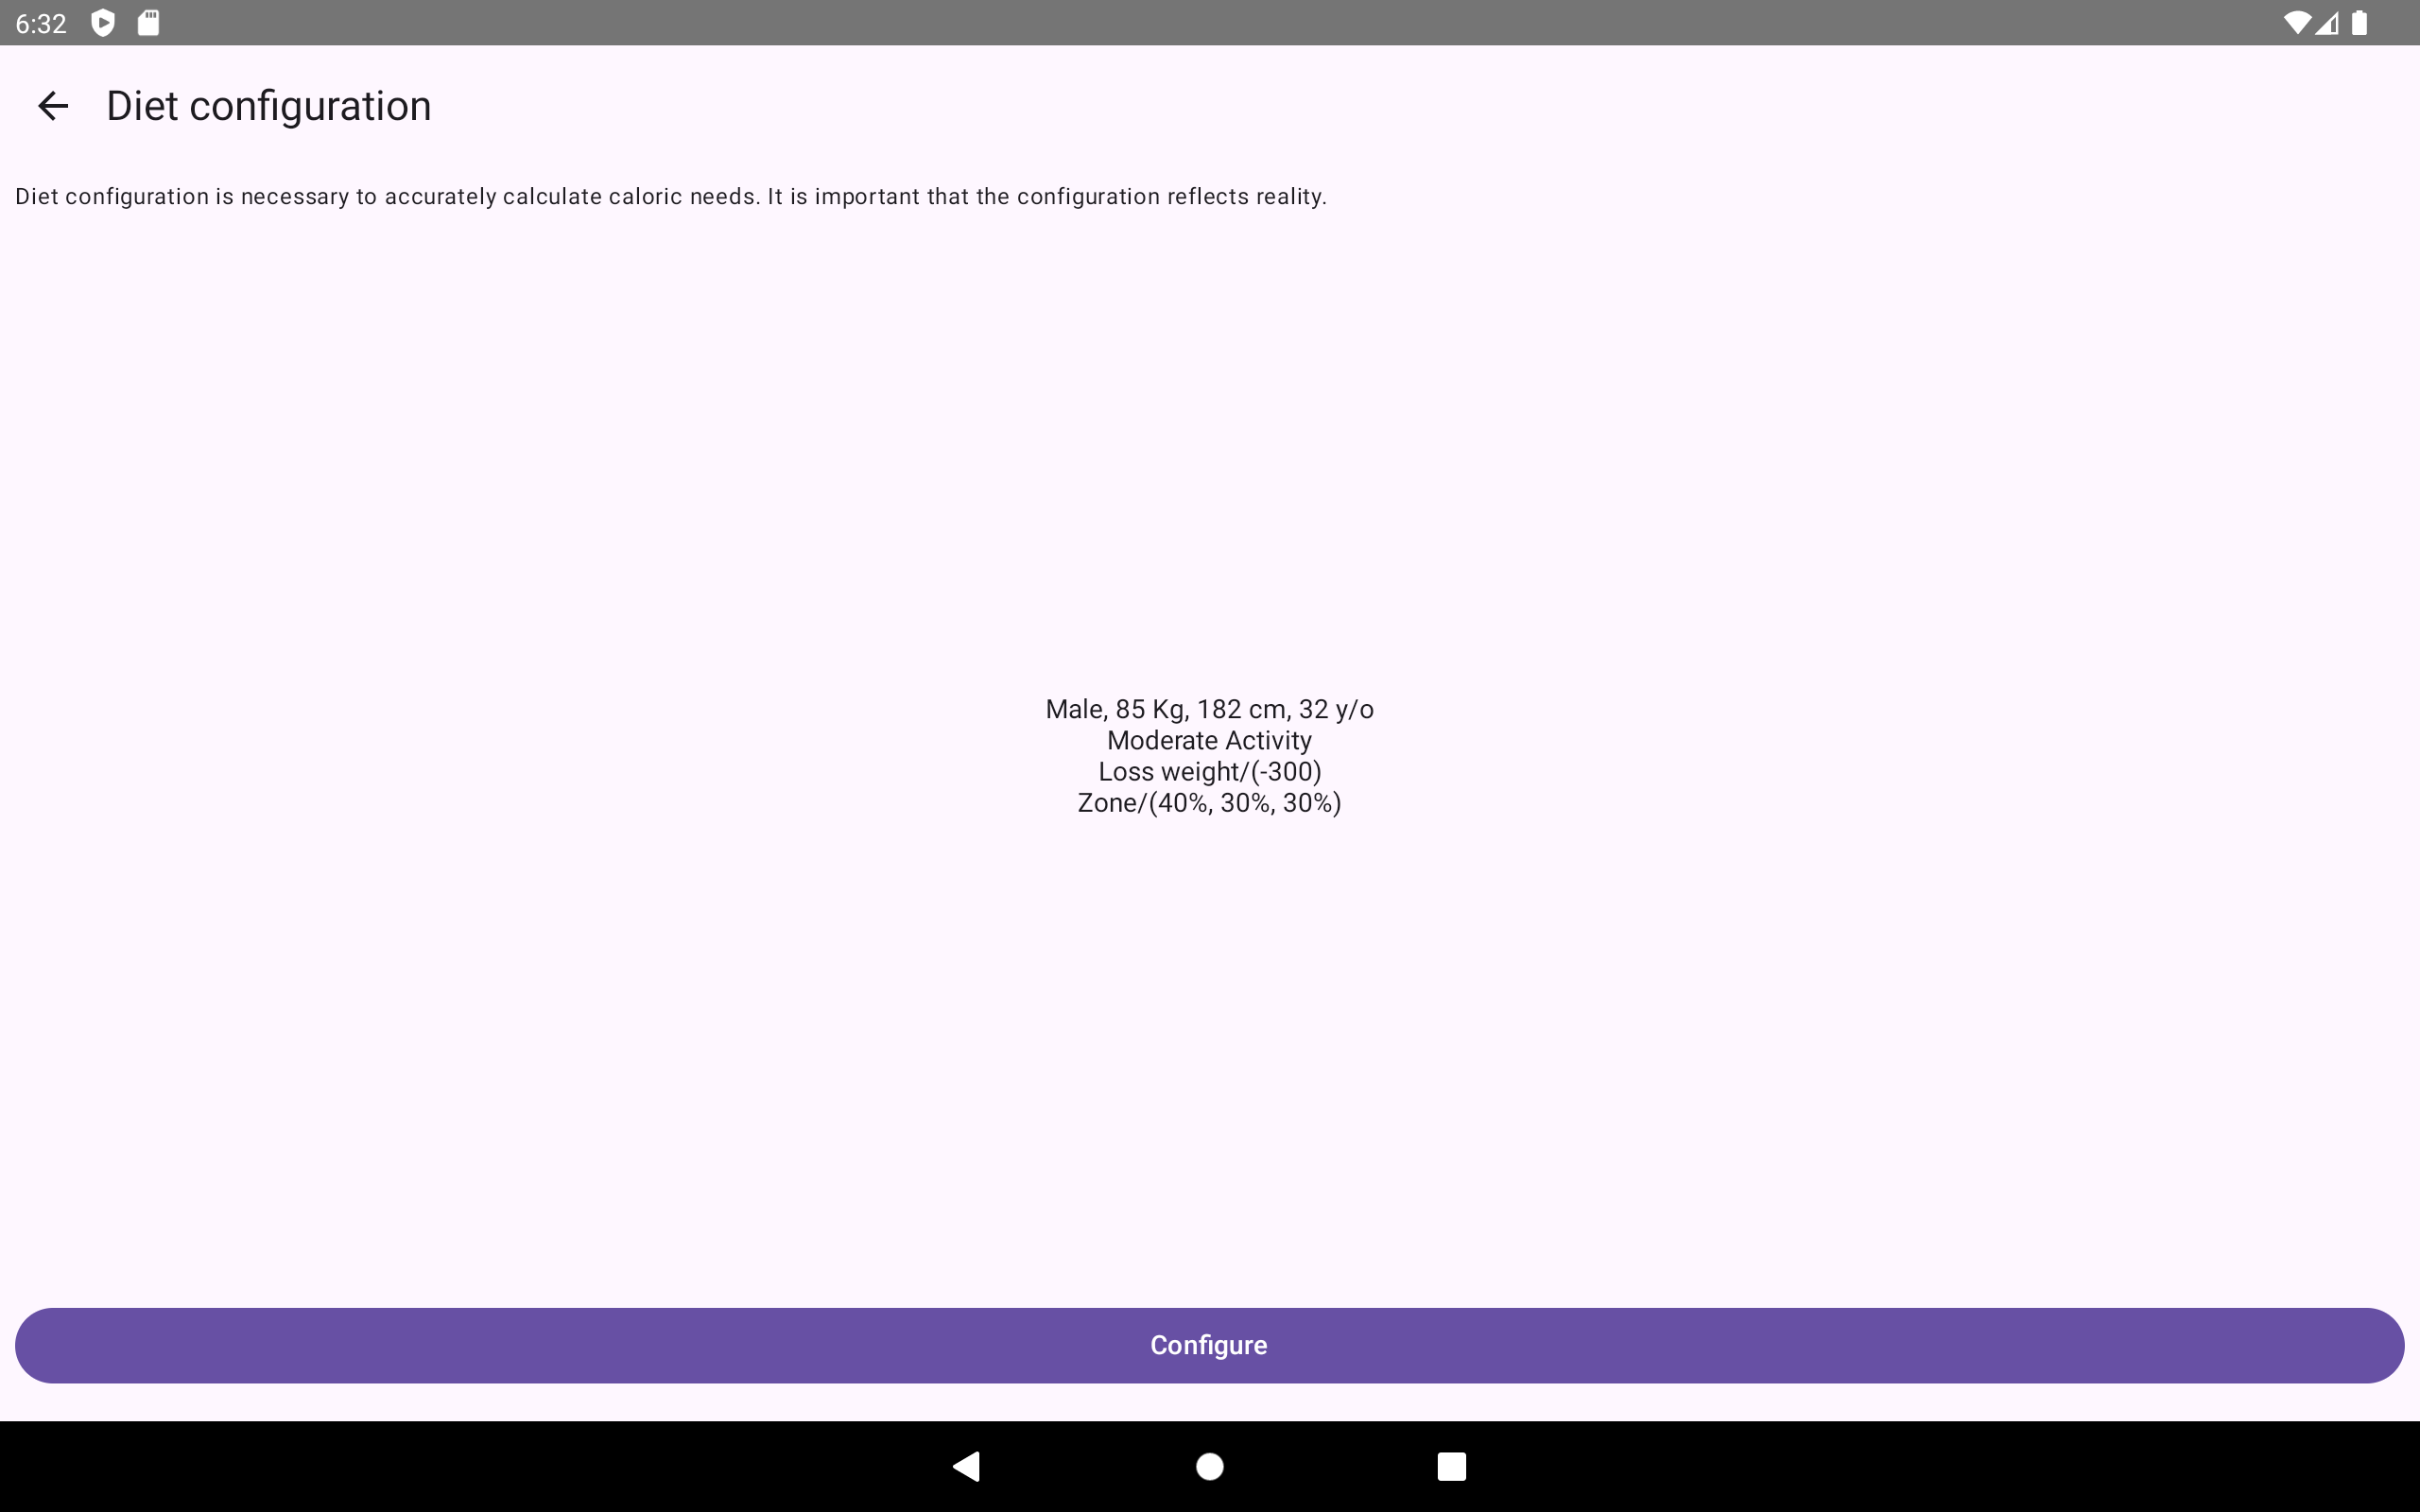 6:32
Diet configuration
Diet configuration is necessary to accurately calculate caloric needs. It is important that the configuration reflects reality.
Male, 85 Kg, 182 cm, 32 y/o
Moderate Activity
Loss weight/(-300)
Zone/(40%, 30%, 30%)
Configure